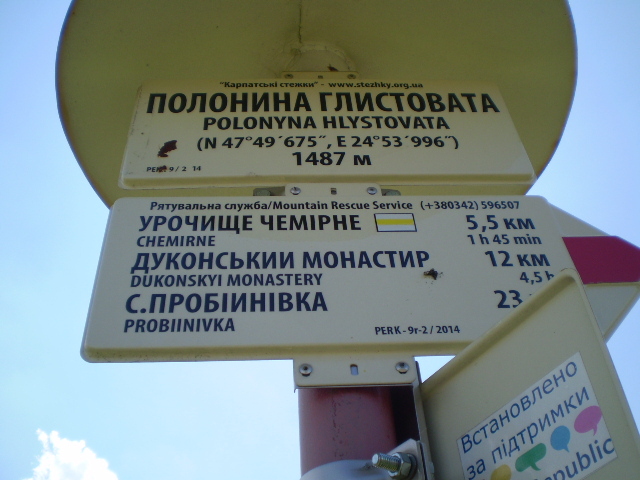 "Карпатські стежки" - www.stezhky.org.ua
ПОЛОНИНА ГЛИСТОВАТА
POLONYNA HLYSTOVATA
(N 47°49´675˝, E 24°53´996˝)
1487 м
PERK-9/2 14
Рятувальна служба/Mountain Rescue Service (+380342) 596507
УРОЧИЩЕ ЧЕМІРНЕ 5,5 км
CHEMIRNE 1 h 45 min
ДУКОНСЬКИЙ МОНАСТИР 12 км
DUKONSKYI MONASTERY 4,5 h
С.ПРОБІЙНІВКА 23
PROBIINIVKA
PERK - 9г-2 / 2014
Встановлено
за підтримки